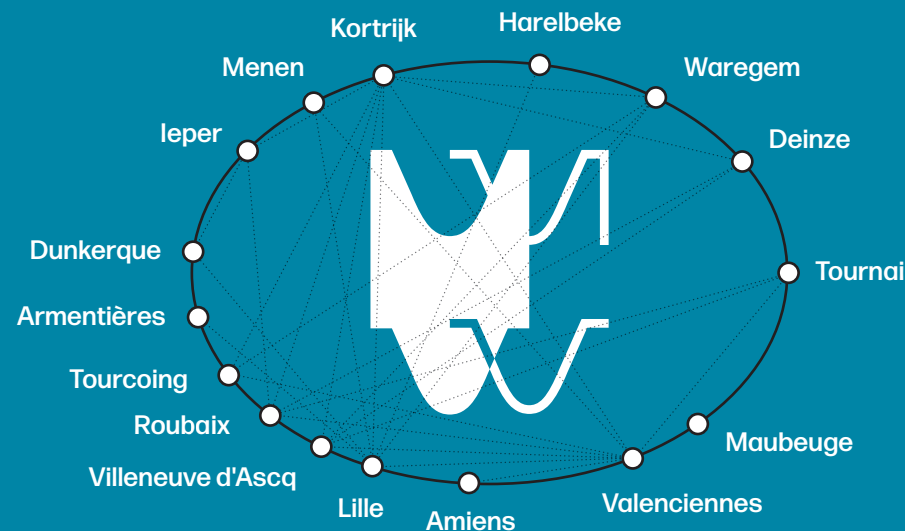 Harelbeke
Kortrijk
Waregem
Menen
Ieper
Deinze
Dunkerque
Tournai
Armentières
Tourcoing
Roubaix
Maubeuge
Villeneuve d'Ascq
Valenciennes
Lille
Amiens